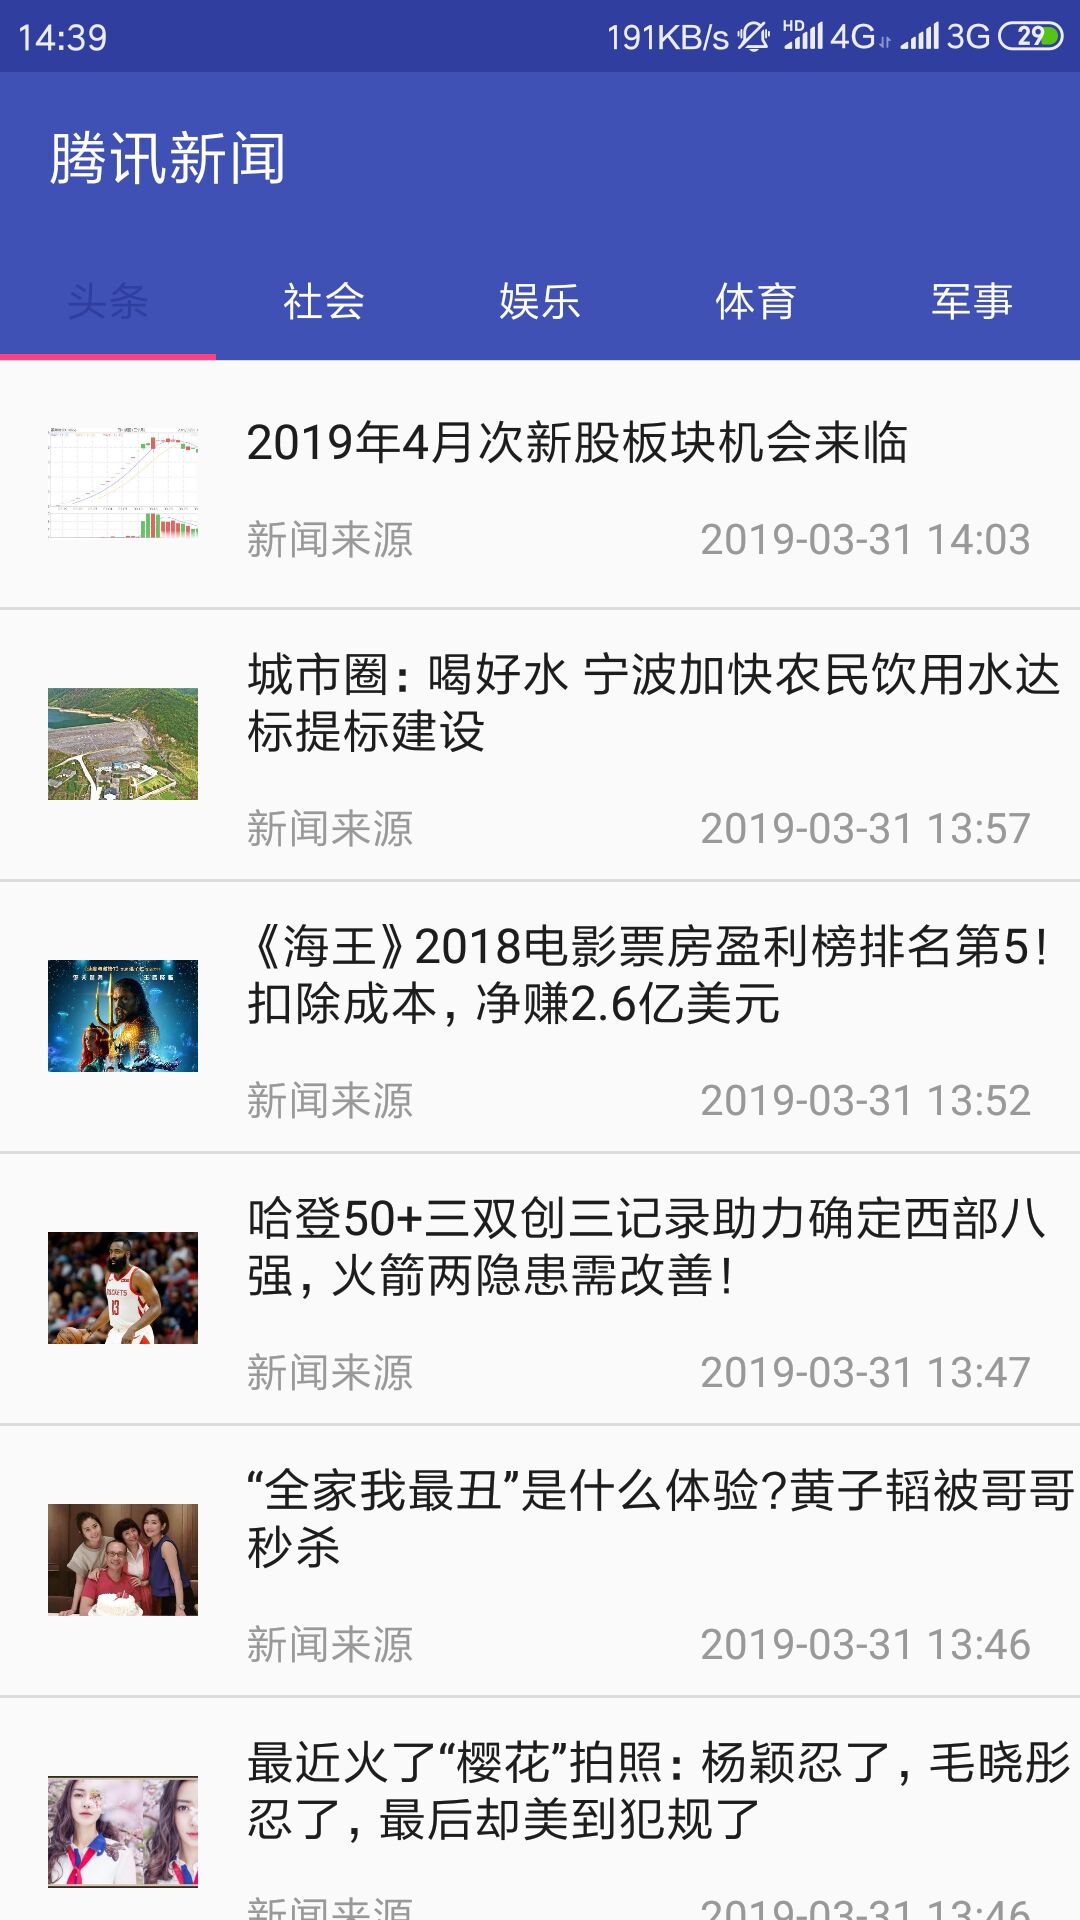 14:39 191KB/s HD 4G 3G 29
腾讯新闻
头条 社会 娱乐 体育 军事
2019年4月次新股板块机会来临
新闻来源 2019-03-31 14:03
城市圈：喝好水 宁波加快农民饮用水达
标提标建设
新闻来源 2019-03-31 13:57
《海王》2018电影票房盈利榜排名第5！
扣除成本，净赚2.6亿美元
新闻来源 2019-03-31 13:52
哈登50+三双创三记录助力确定西部八
强，火箭两隐患需改善！
新闻来源 2019-03-31 13:47
“全家我最丑”是什么体验?黄子韬被哥哥
秒杀
新闻来源 2019-03-31 13:46
最近火了“樱花”拍照：杨颖忍了，毛晓彤
忍了，最后却美到犯规了
新闻来源 2019-03-31 13:46